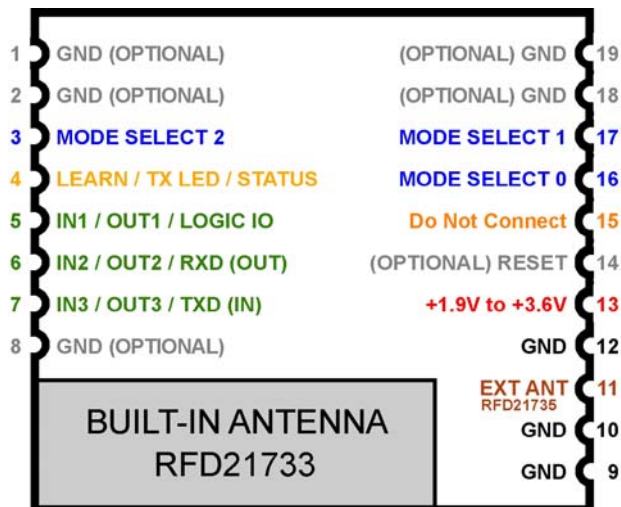 1 GND (OPTIONAL) (OPTIONAL) GND 19
2 GND (OPTIONAL) (OPTIONAL) GND 18
3 MODE SELECT 2 MODE SELECT 1 17
4 LEARN / TX LED / STATUS MODE SELECT 0 16
5 IN1 / OUT1 / LOGIC IO Do Not Connect 15
6 IN2 / OUT2 / RXD (OUT) (OPTIONAL) RESET 14
7 IN3 / OUT3 / TXD (IN) +1.9V to +3.6V 13
8 GND (OPTIONAL) GND 12
EXT ANT 11
RFD21735
GND 10
GND 9
BUILT-IN ANTENNA
RFD21733